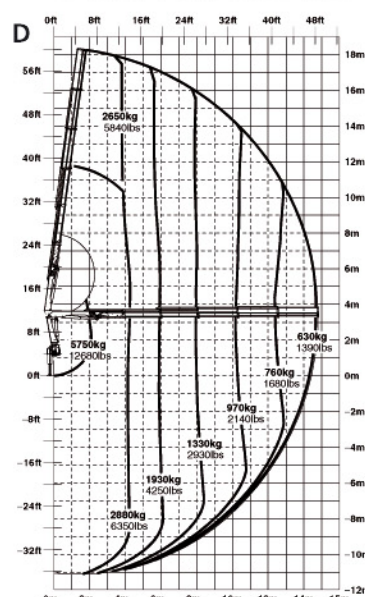 D
0ft 8ft 16ft 24ft 32ft 40ft 48ft
56ft
18m
16m
48ft
2650kg
5840lbs
14m
40ft
12m
32ft
10m
24ft
8m
6m
16ft
4m
8ft
5750kg
12680lbs
630kg
1390lbs
2m
0ft
760kg
1680lbs
0m
970kg
2140lbs
-8ft
-2m
1330kg
2930lbs
-4m
-16ft
1930kg
4250lbs
-6m
-24ft
2880kg
6350lbs
-8m
-32ft
-10m
-12m